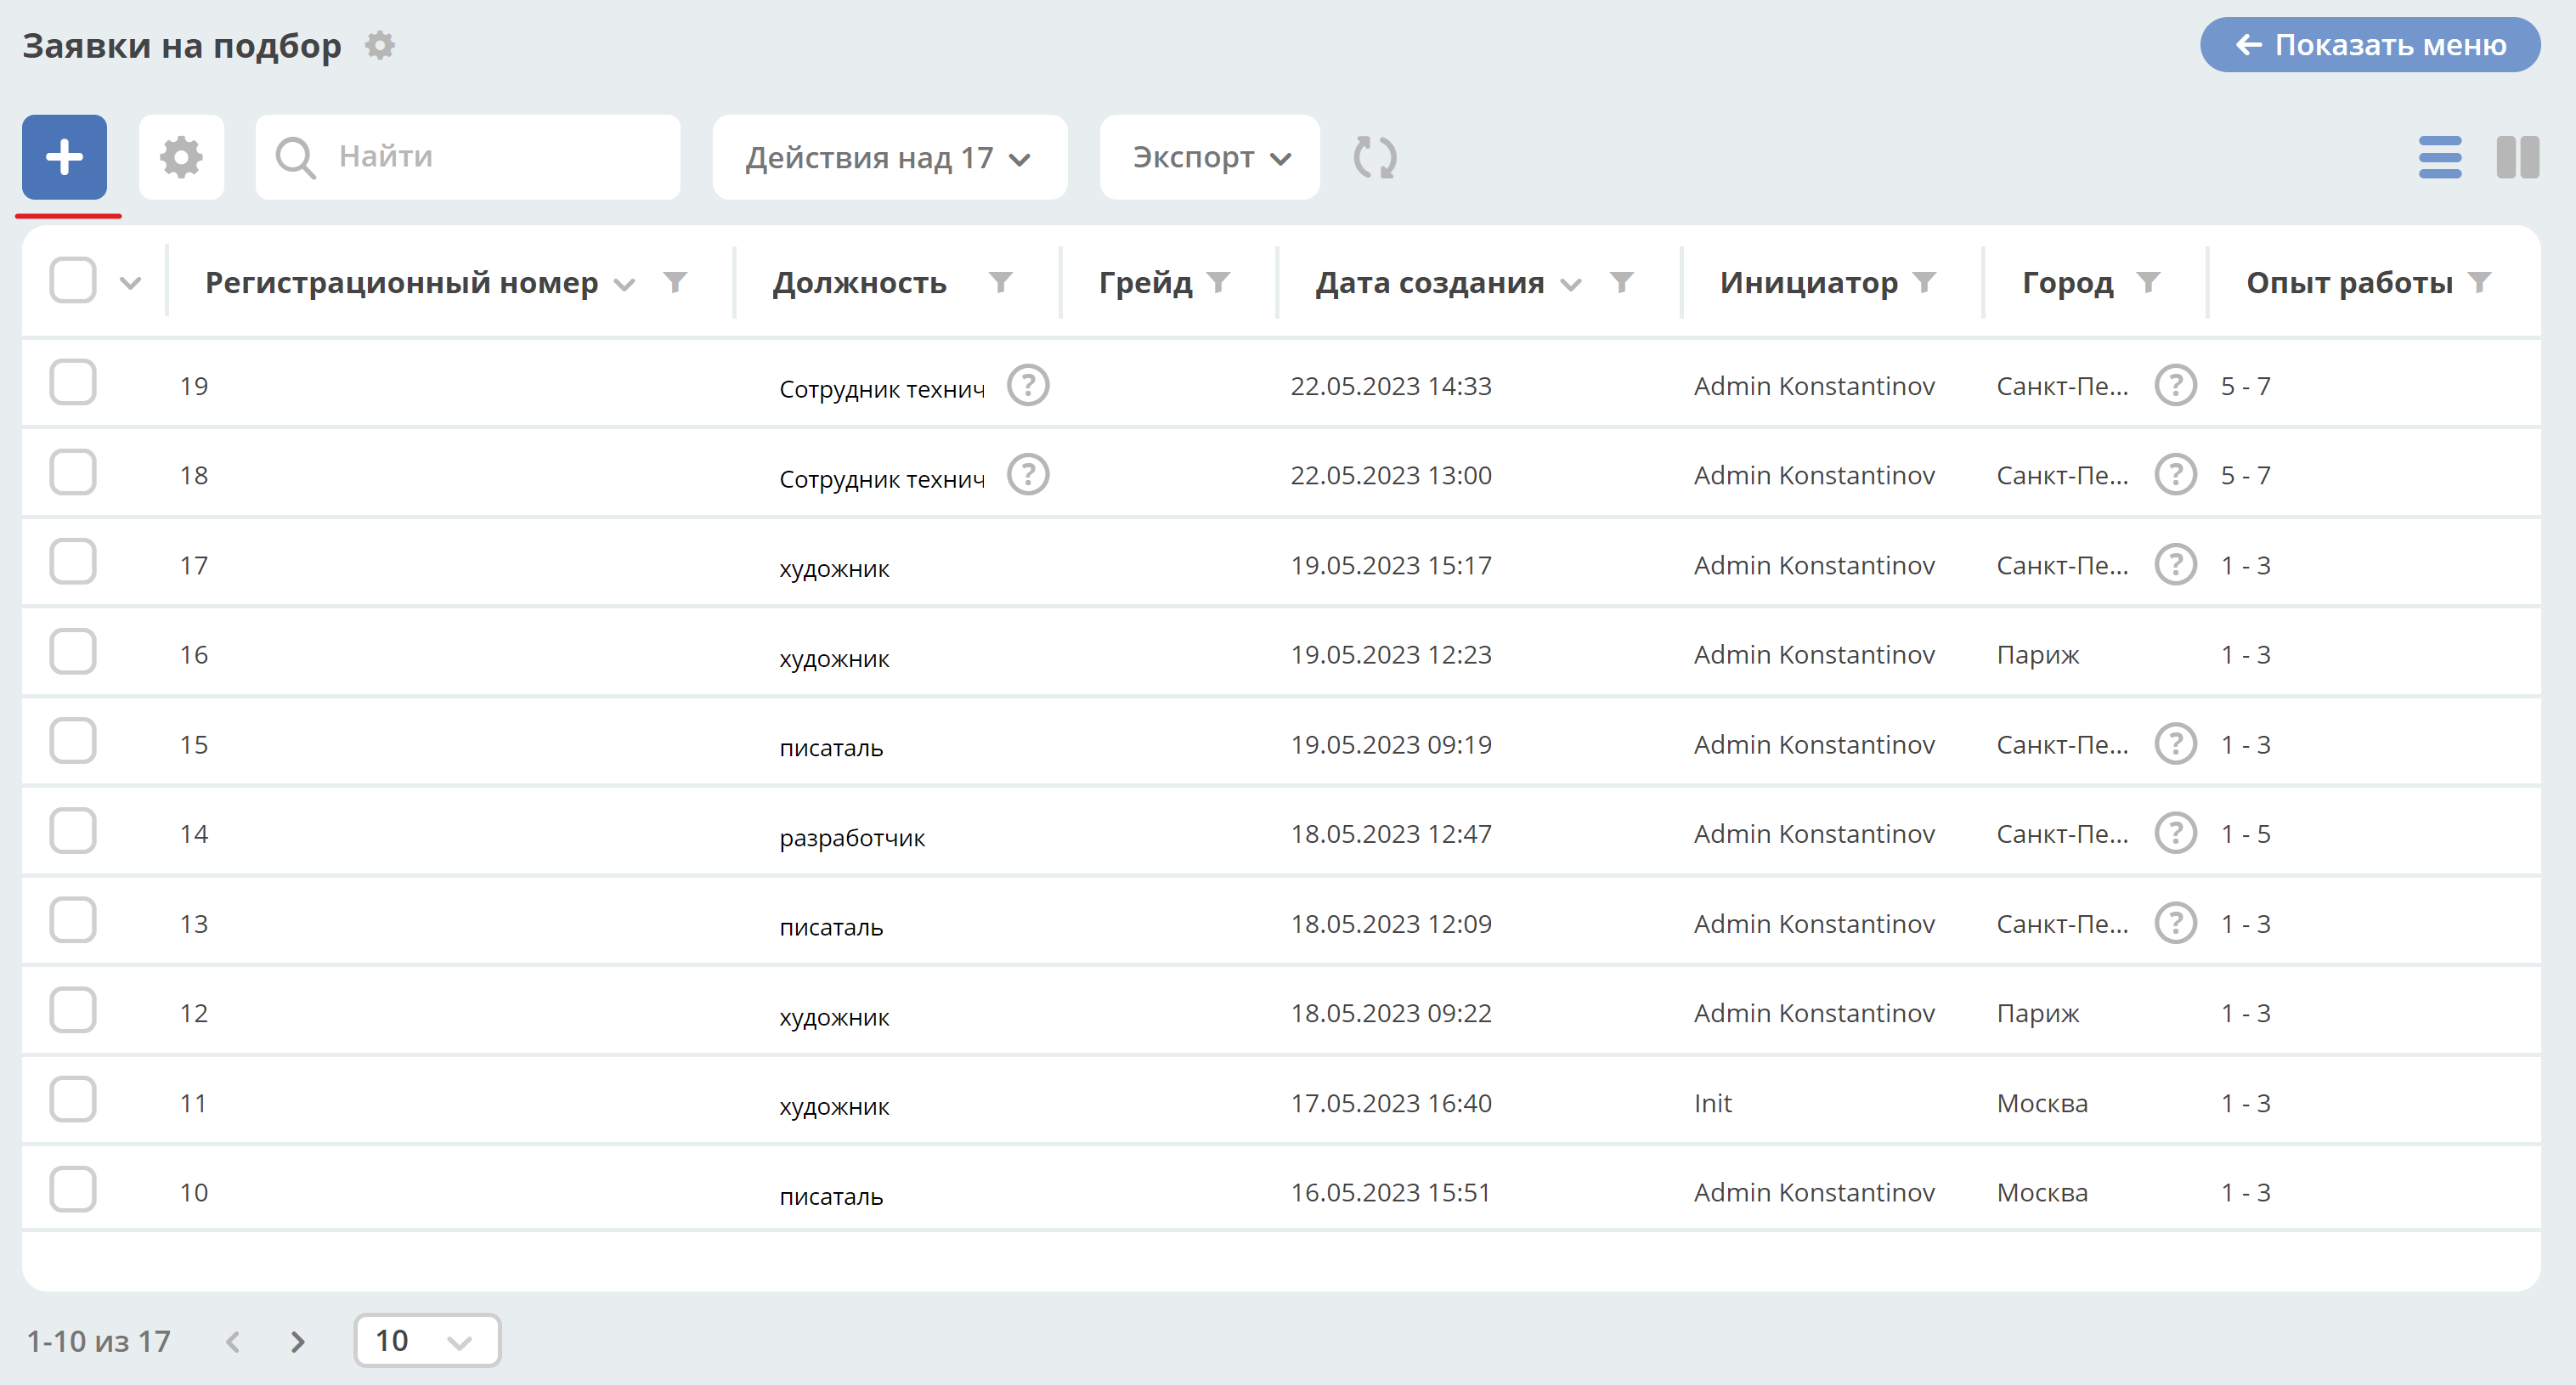 Заявки на подбор
Показать меню
Найти
Действия над 17
Экспорт
Регистрационный номер Должность Грейд Дата создания Инициатор Город Опыт работы
19 Сотрудник технич ? 22.05.2023 14:33 Admin Konstantinov Санкт-Пе... ? 5 - 7
18 Сотрудник технич ? 22.05.2023 13:00 Admin Konstantinov Санкт-Пе... ? 5 - 7
17 художник 19.05.2023 15:17 Admin Konstantinov Санкт-Пе... ? 1 - 3
16 художник 19.05.2023 12:23 Admin Konstantinov Париж 1 - 3
15 писаталь 19.05.2023 09:19 Admin Konstantinov Санкт-Пе... ? 1 - 3
14 разработчик 18.05.2023 12:47 Admin Konstantinov Санкт-Пе... ? 1 - 5
13 писаталь 18.05.2023 12:09 Admin Konstantinov Санкт-Пе... ? 1 - 3
12 художник 18.05.2023 09:22 Admin Konstantinov Париж 1 - 3
11 художник 17.05.2023 16:40 Init Москва 1 - 3
10 писаталь 16.05.2023 15:51 Admin Konstantinov Москва 1 - 3
1-10 из 17 10